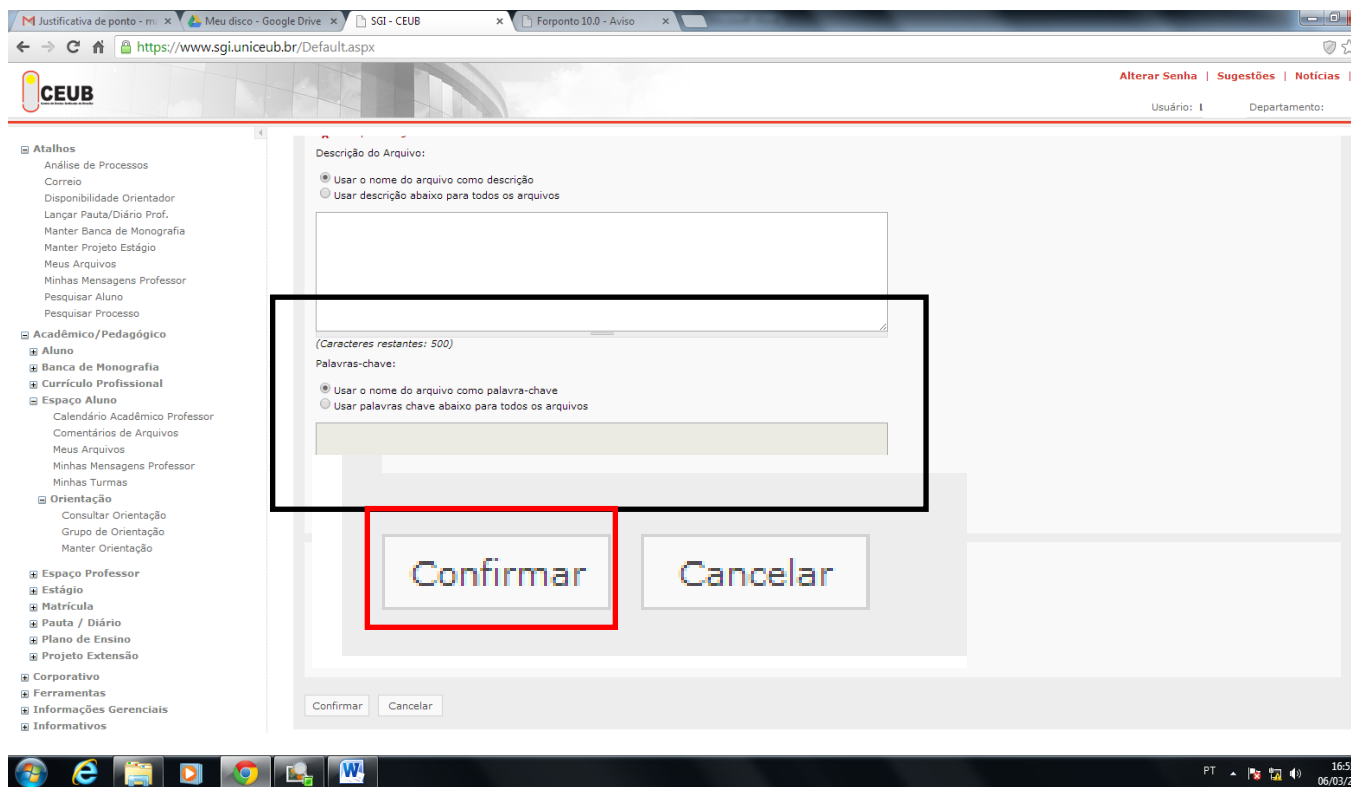 Justificativa de ponto - m
Meu disco - Google Drive
SGI - CEUB
Forponto 10.0 - Aviso
https://www.sgi.uniceub.br/Default.aspx
CEUB
Alterar Senha | Sugestões | Notícias |
Usuário: L Departamento:
Atalhos
Análise de Processos
Correio
Disponibilidade Orientador
Lançar Pauta/Diário Prof.
Manter Banca de Monografia
Manter Projeto Estágio
Meus Arquivos
Minhas Mensagens Professor
Pesquisar Aluno
Pesquisar Processo
Acadêmico/Pedagógico
Aluno
Banca de Monografia
Currículo Profissional
Espaço Aluno
Calendário Acadêmico Professor
Comentários de Arquivos
Meus Arquivos
Minhas Mensagens Professor
Minhas Turmas
Orientação
Consultar Orientação
Grupo de Orientação
Manter Orientação
Espaço Professor
Estágio
Matrícula
Pauta / Diário
Plano de Ensino
Projeto Extensão
Corporativo
Ferramentas
Informações Gerenciais
Informativos
Descrição do Arquivo:
Usar o nome do arquivo como descrição
Usar descrição abaixo para todos os arquivos
(Caracteres restantes: 500)
Palavras-chave:
Usar o nome do arquivo como palavra-chave
Usar palavras chave abaixo para todos os arquivos
Confirmar Cancelar
Confirmar Cancelar
PT
16:5
06/03/2